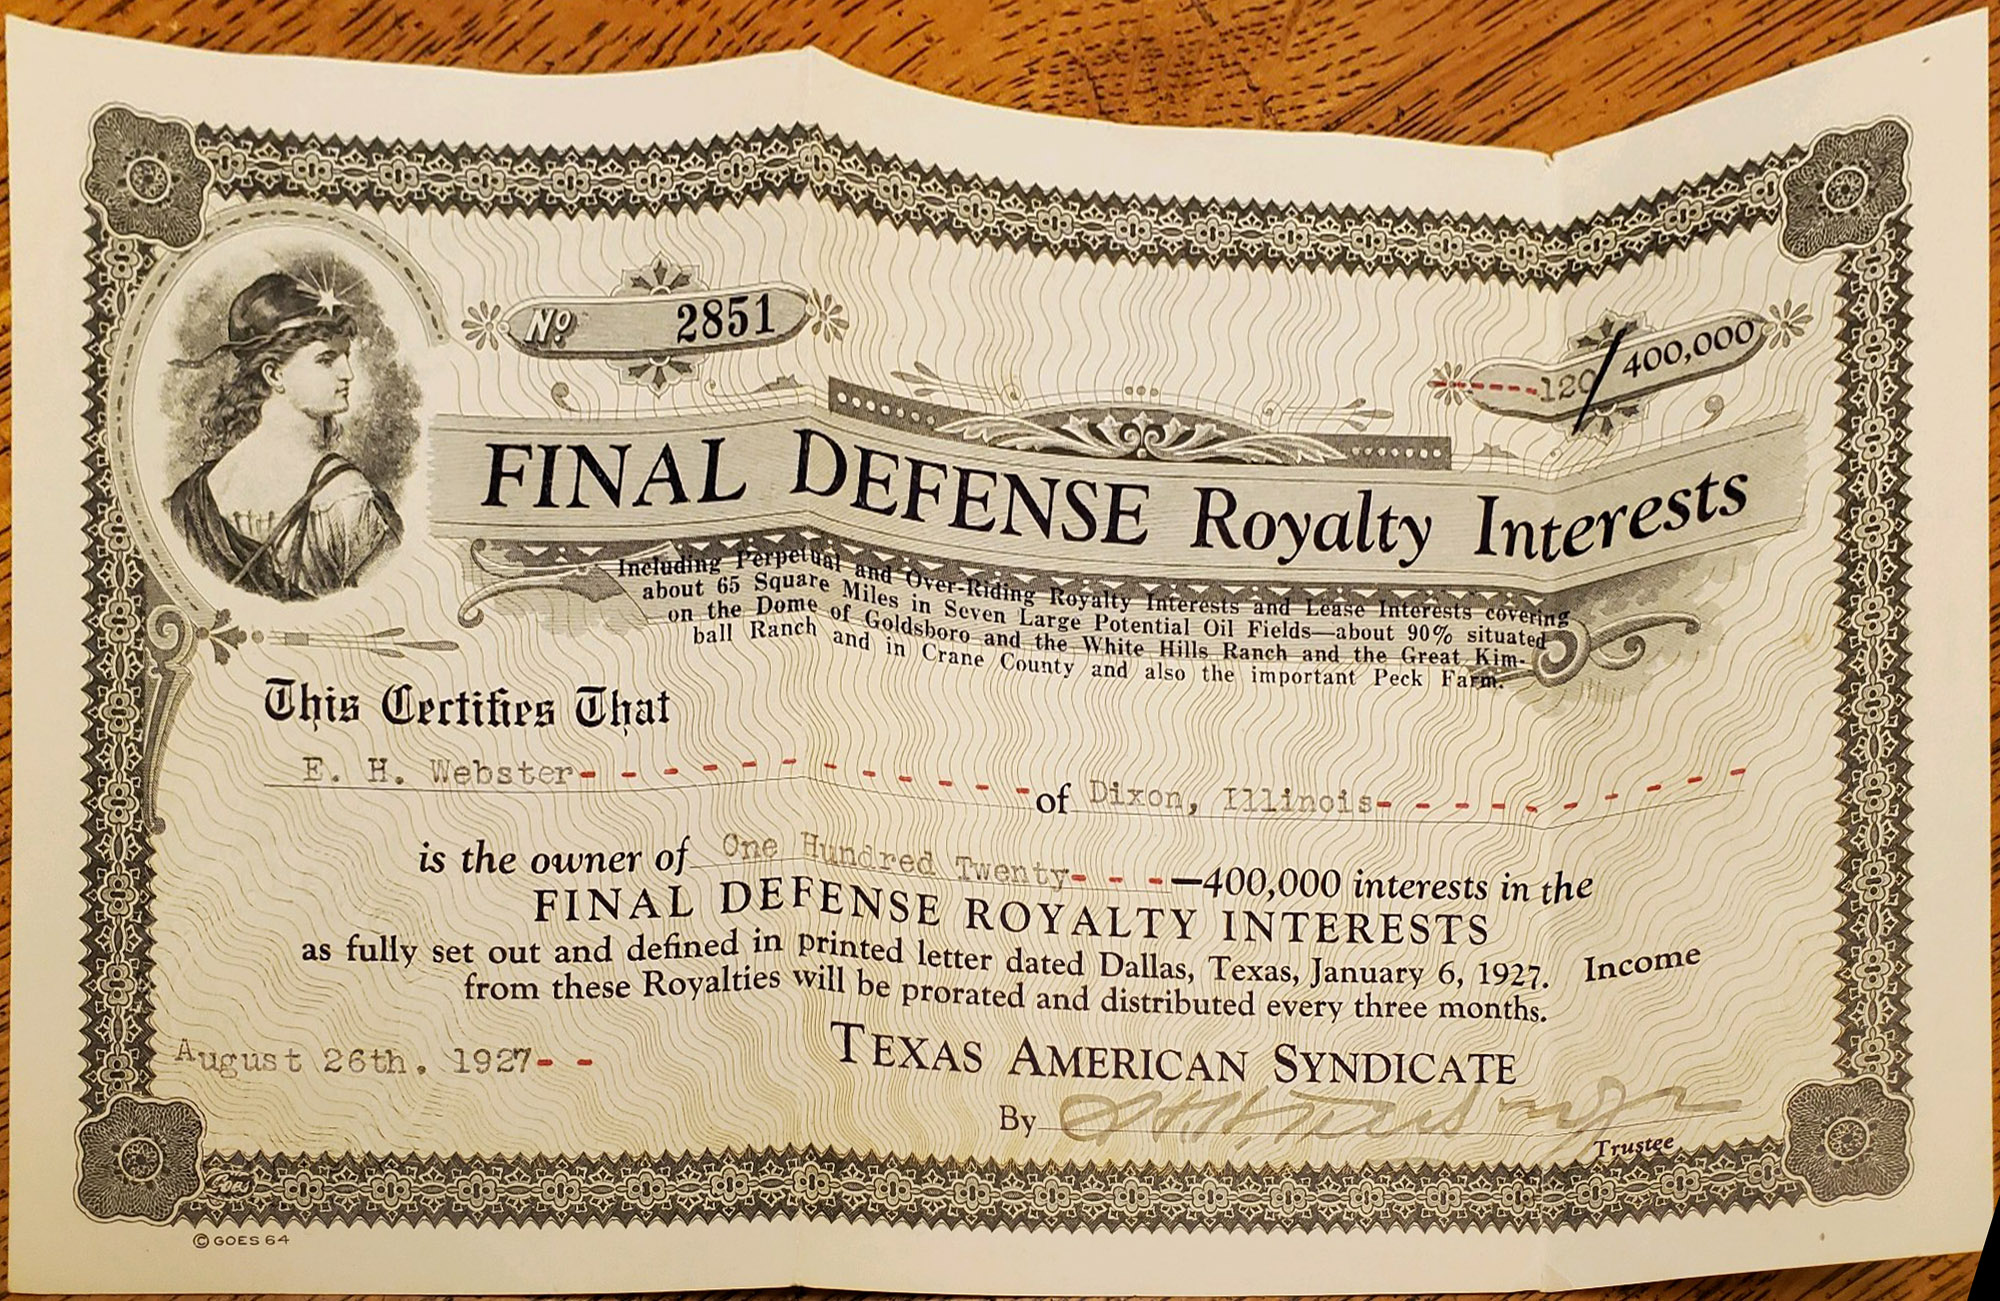 No 2851
120/400,000
FINAL DEFENSE Royalty Interests
Including Perpetual and Over-Riding Royalty Interests and Lease Interests covering
about 65 Square Miles in Seven Large Potential Oil Fields—about 90% situated
on the Dome of Goldsboro and the White Hills Ranch and the Great Kim-
ball Ranch and in Crane County and also the important Peck Farm.
This Certifies That
E. H. Webster- - - - - - - - - - - - of Dixon, Illinois- - - - - - - - - -
is the owner of One Hundred Twenty- - - —400,000 interests in the
FINAL DEFENSE ROYALTY INTERESTS
as fully set out and defined in printed letter dated Dallas, Texas, January 6, 1927. Income
from these Royalties will be prorated and distributed every three months.
August 26th. 1927- -
TEXAS AMERICAN SYNDICATE
By
Trustee
Goes
© GOES 64